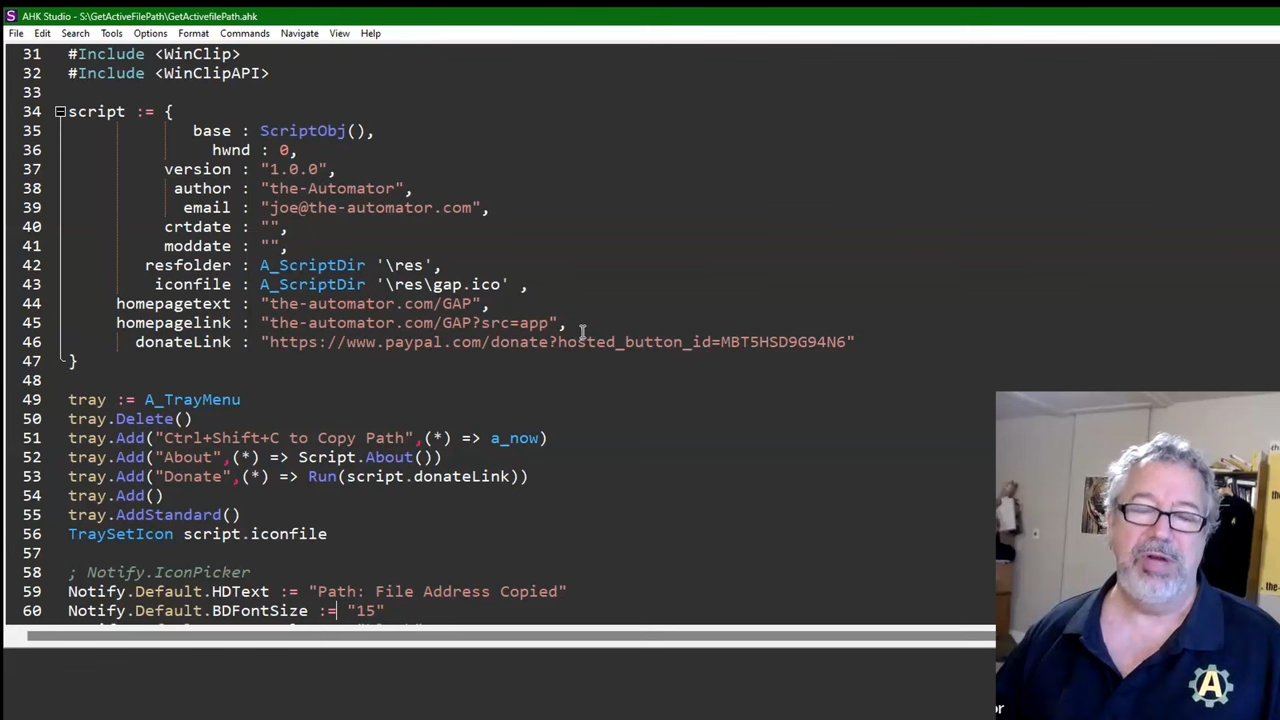 AHK Studio - S:\GetActiveFilePath\GetActivefilePath.ahk
File Edit Search Tools Options Format Commands Navigate View Help
31 #Include <WinClip>
32 #Include <WinClipAPI>
33
34 script := {
35 base : ScriptObj(),
36 hwnd : 0,
37 version : "1.0.0",
38 author : "the-Automator",
39 email : "joe@the-automator.com",
40 crtdate : "",
41 moddate : "",
42 resfolder : A_ScriptDir '\res',
43 iconfile : A_ScriptDir '\res\gap.ico' ,
44 homepagetext : "the-automator.com/GAP",
45 homepagelink : "the-automator.com/GAP?src=app",
46 donateLink : "https://www.paypal.com/donate?hosted_button_id=MBT5HSD9G94N6"
47 }
48
49 tray := A_TrayMenu
50 tray.Delete()
51 tray.Add("Ctrl+Shift+C to Copy Path",(*) => a_now)
52 tray.Add("About",(*) => Script.About())
53 tray.Add("Donate",(*) => Run(script.donateLink))
54 tray.Add()
55 tray.AddStandard()
56 TraySetIcon script.iconfile
57
58 ; Notify.IconPicker
59 Notify.Default.HDText := "Path: File Address Copied"
60 Notify.Default.BDFontSize := "15"
A
or